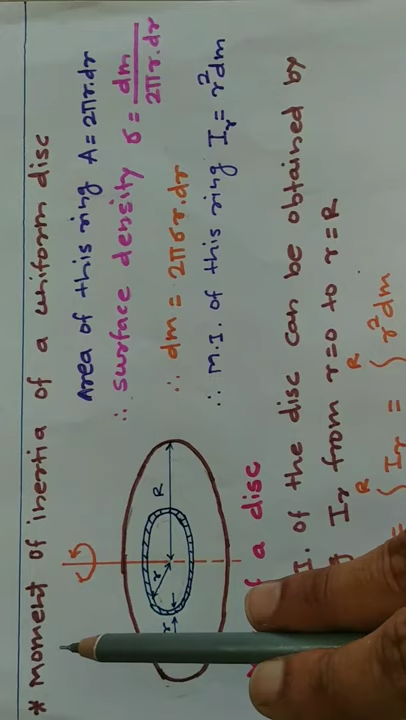 * Moment of inertia of a uniform disc
Area of this ring A = 2πr.dr
∴ surface density σ = dm / 2πr.dr
∴ dm = 2πσr.dr
∴ M.I. of this ring Iᵣ = r²dm
R
r
a disc
I. of the disc can be obtained by
Iᵣ from r=0 to r=R
= ∫ᴿ Iᵣ = ∫ᴿ r²dm